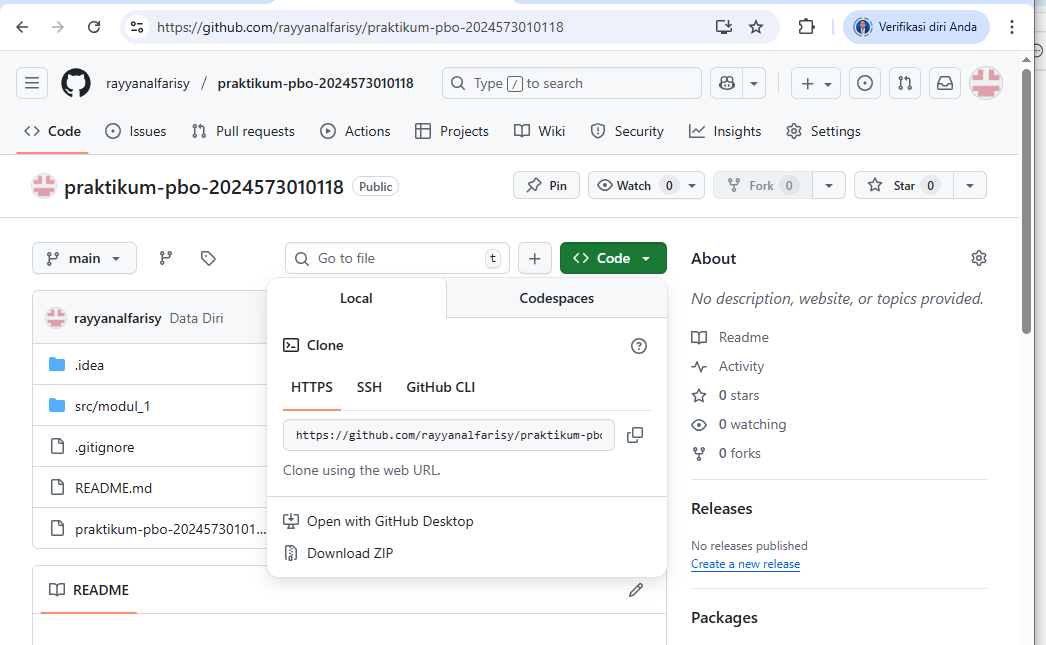 https://github.com/rayyanalfarisy/praktikum-pbo-2024573010118
Verifikasi diri Anda
rayyanalfarisy / praktikum-pbo-2024573010118
Type / to search
Code Issues Pull requests Actions Projects Wiki Security Insights Settings
praktikum-pbo-2024573010118 Public
Pin Watch 0 Fork 0 Star 0
main Go to file t Code
About
Local Codespaces
No description, website, or topics provided.
rayyanalfarisy Data Diri
Clone
Readme
.idea
Activity
HTTPS SSH GitHub CLI
0 stars
src/modul_1
0 watching
https://github.com/rayyanalfarisy/praktikum-pbo
.gitignore
0 forks
Clone using the web URL.
README.md
Releases
praktikum-pbo-20245730101...
Open with GitHub Desktop
No releases published
Download ZIP
Create a new release
README
Packages